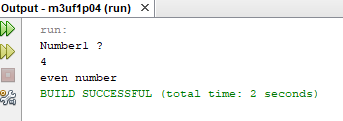 Output - m3uf1p04 (run) ×
run:
Number1 ?
4
even number
BUILD SUCCESSFUL (total time: 2 seconds)